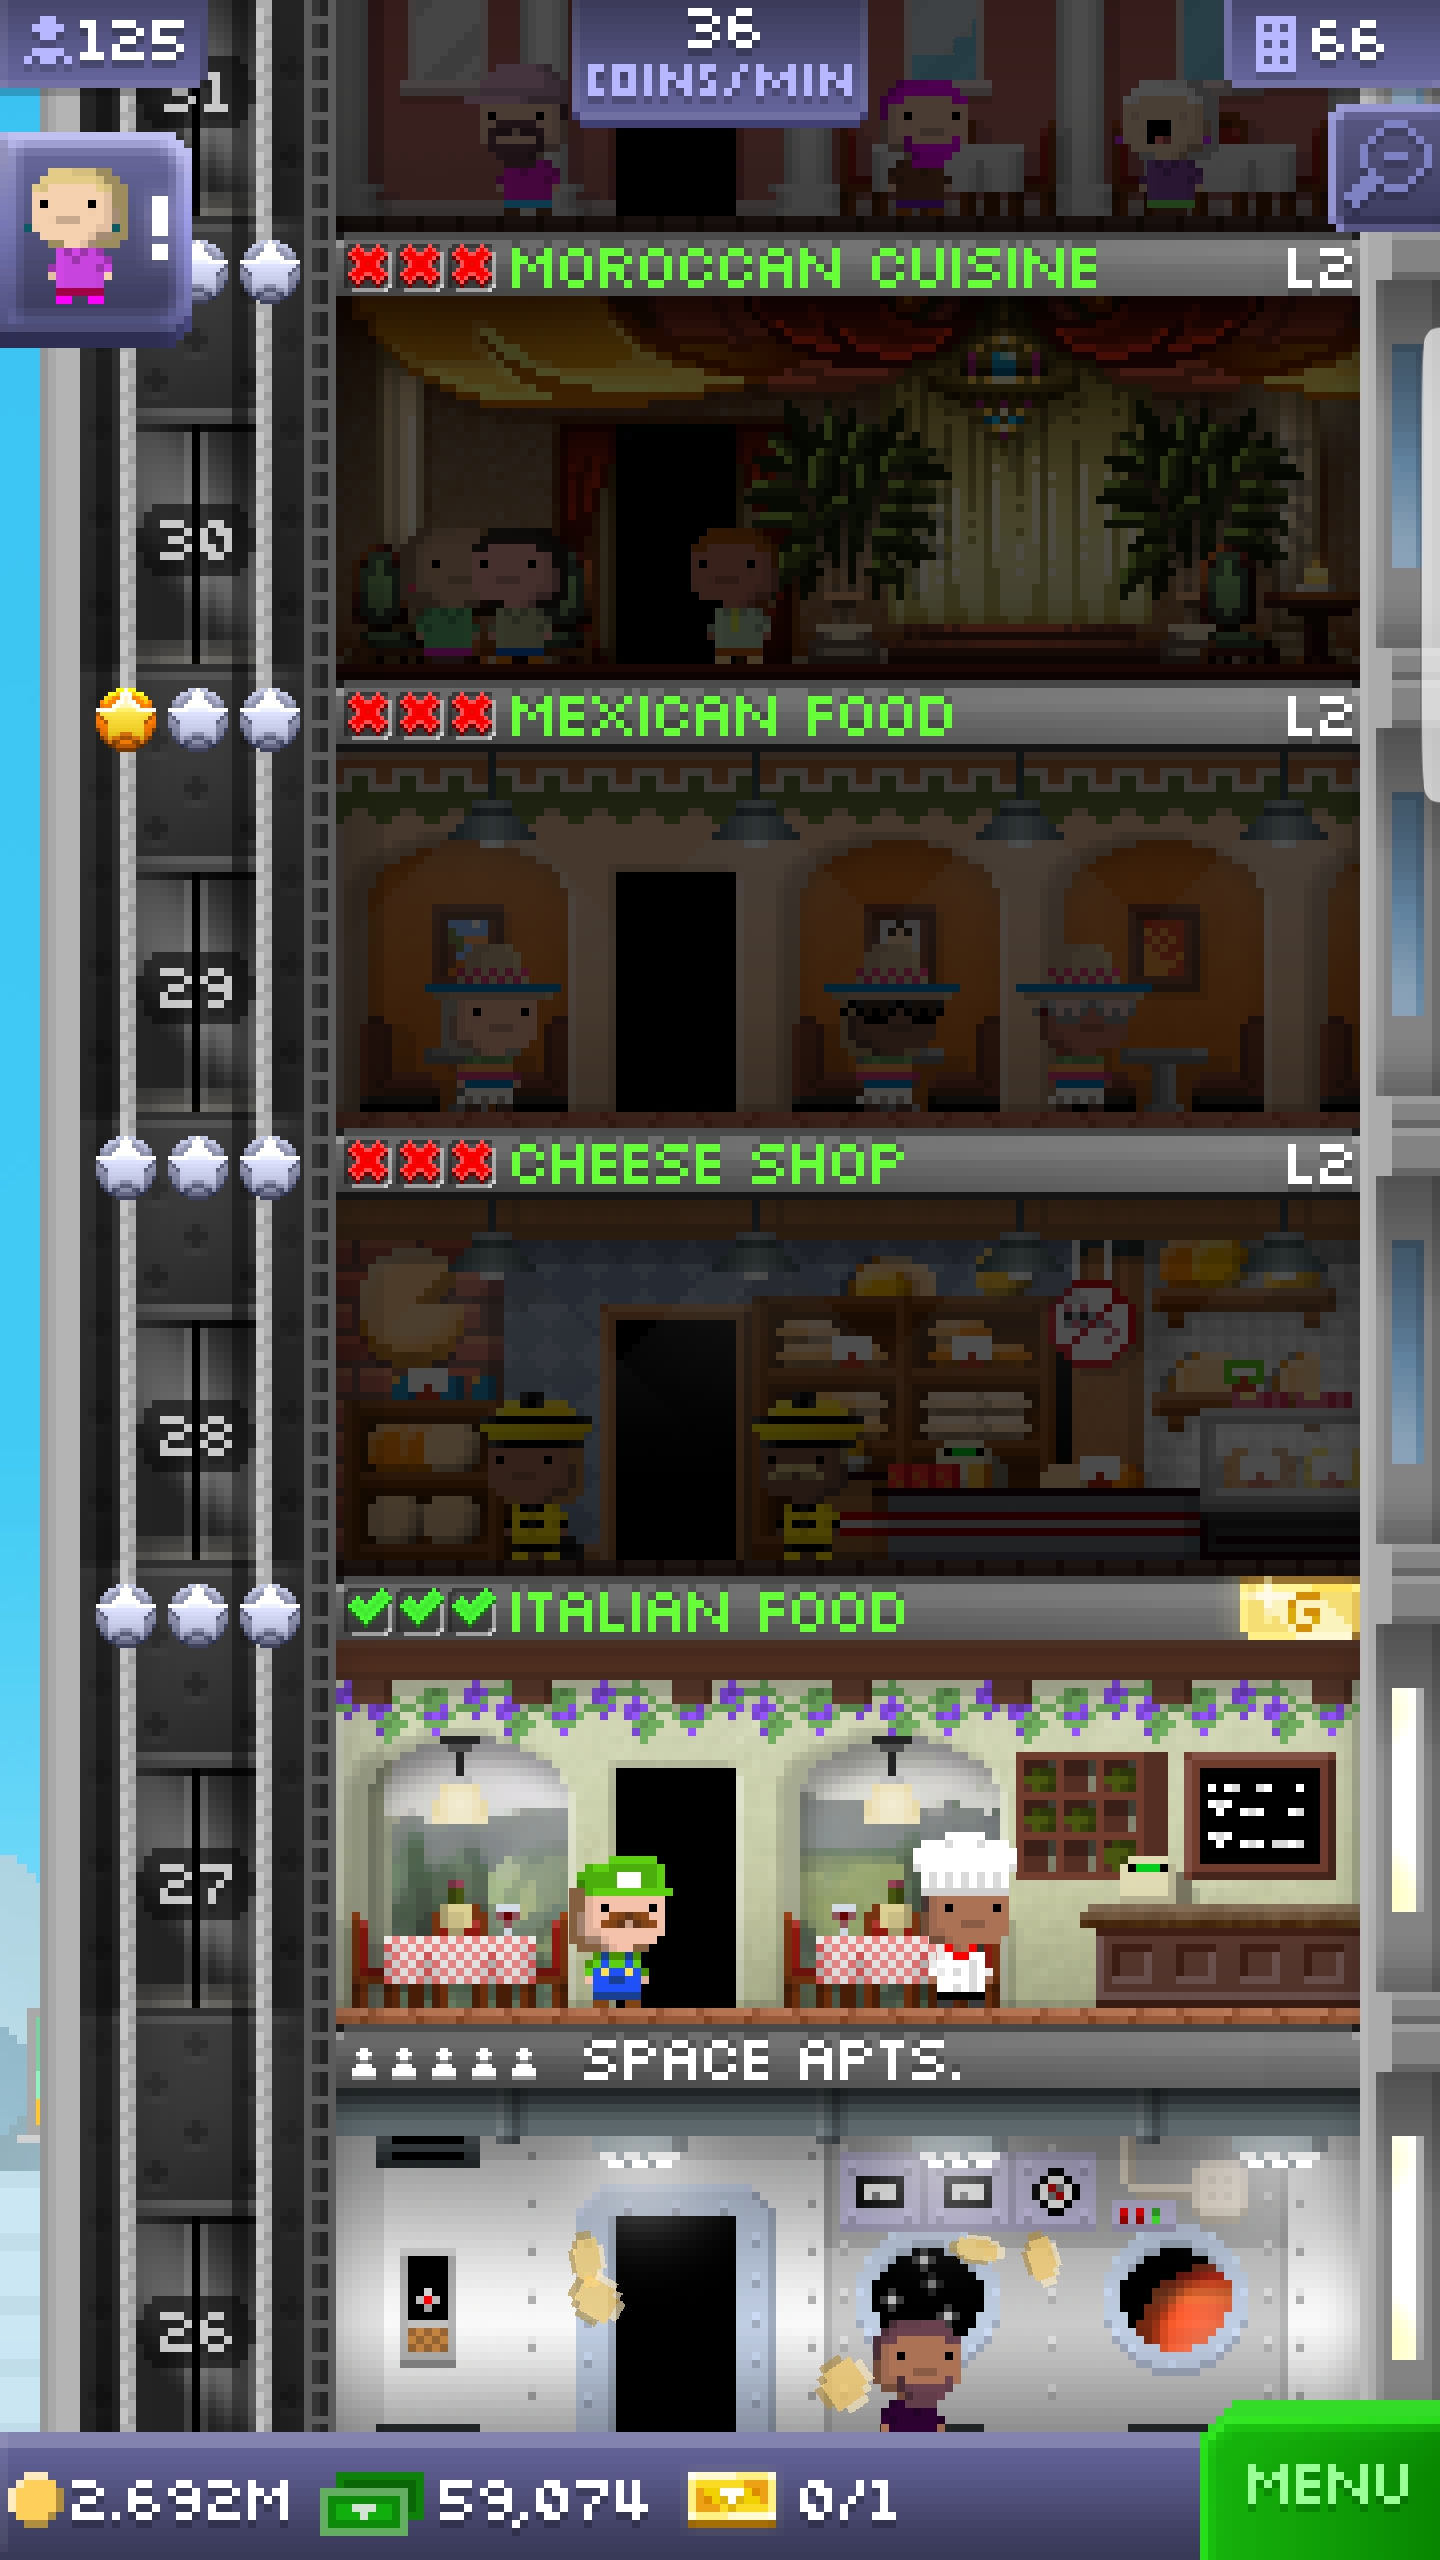 125
36
COINS/MIN
66
31
!
MOROCCAN CUISINE L2
30
MEXICAN FOOD L2
29
CHEESE SHOP L2
28
ITALIAN FOOD G
27
SPACE APTS.
26
2.692M 59,074 0/1 MENU